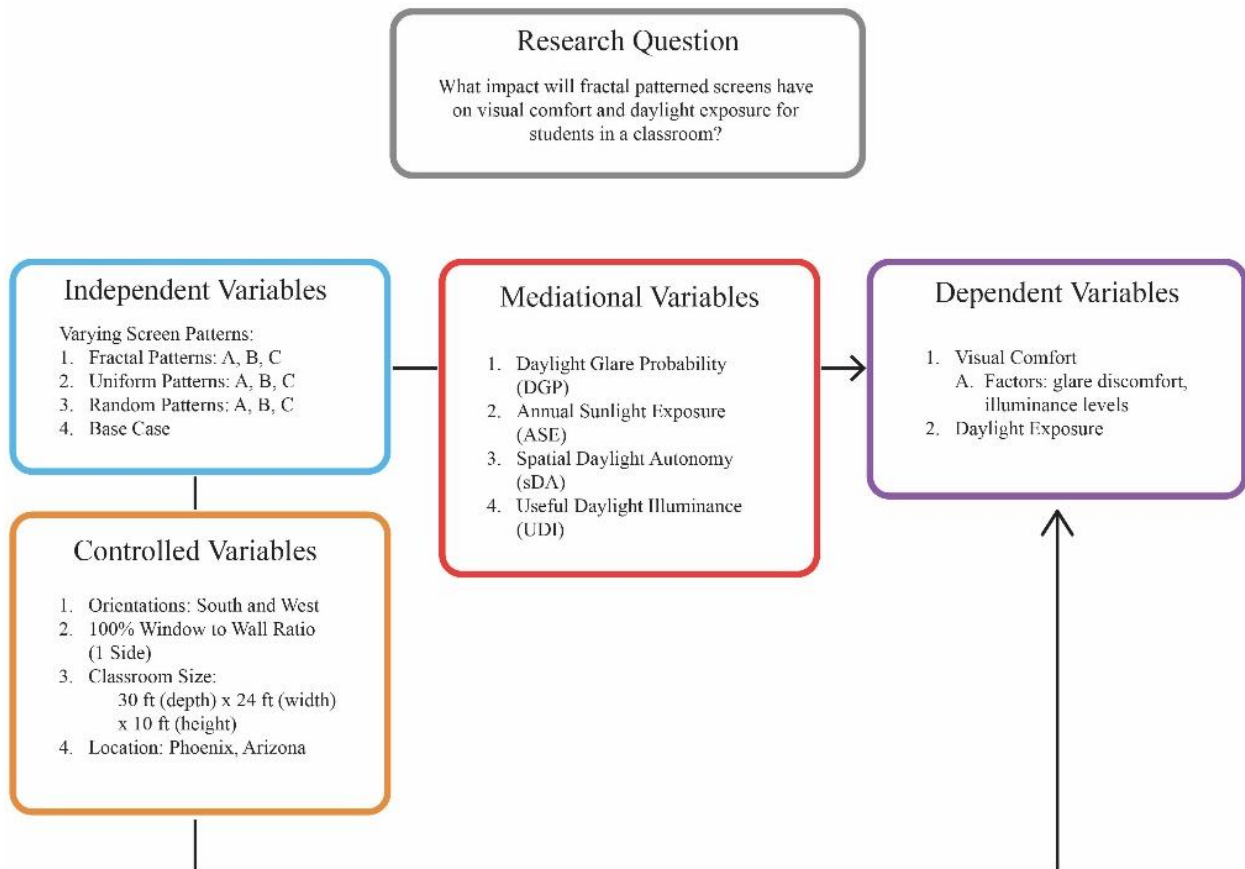 Research Question
What impact will fractal patterned screens have
on visual comfort and daylight exposure for
students in a classroom?
Independent Variables
Varying Screen Patterns:
1. Fractal Patterns: A, B, C
2. Uniform Patterns: A, B, C
3. Random Patterns: A, B, C
4. Base Case
Mediational Variables
1. Daylight Glare Probability
(DGP)
2. Annual Sunlight Exposure
(ASE)
3. Spatial Daylight Autonomy
(sDA)
4. Useful Daylight Illuminance
(UDI)
Dependent Variables
1. Visual Comfort
A. Factors: glare discomfort,
illuminance levels
2. Daylight Exposure
Controlled Variables
1. Orientations: South and West
2. 100% Window to Wall Ratio
(1 Side)
3. Classroom Size:
30 ft (depth) x 24 ft (width)
x 10 ft (height)
4. Location: Phoenix, Arizona